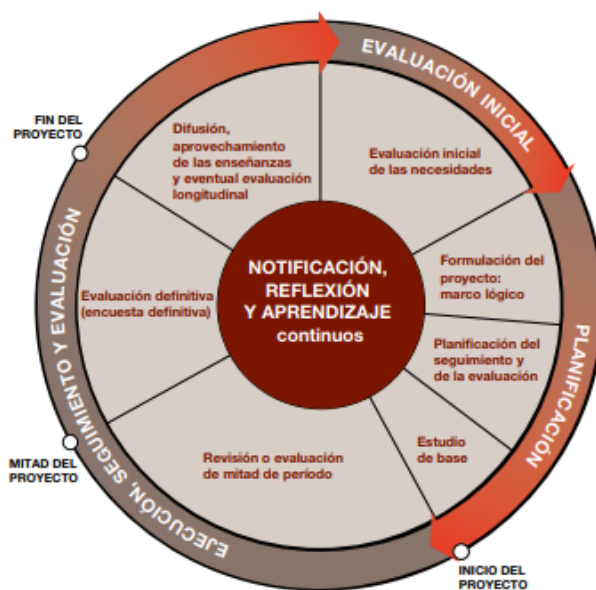 EVALUACIÓN INICIAL
FIN DEL
PROYECTO
Difusión,
aprovechamiento
de las enseñanzas
y eventual evaluación
longitudinal
Evaluación inicial
de las necesidades
NOTIFICACIÓN,
REFLEXIÓN
Y APRENDIZAJE
continuos
Formulación del
proyecto:
marco lógico
Evaluación definitiva
(encuesta definitiva)
Planificación del
seguimiento y
de la evaluación
PLANIFICACIÓN
Estudio
de base
Revisión o evaluación
de mitad de período
MITAD DEL
PROYECTO
EJECUCIÓN, SEGUIMIENTO Y EVALUACIÓN
INICIO DEL
PROYECTO